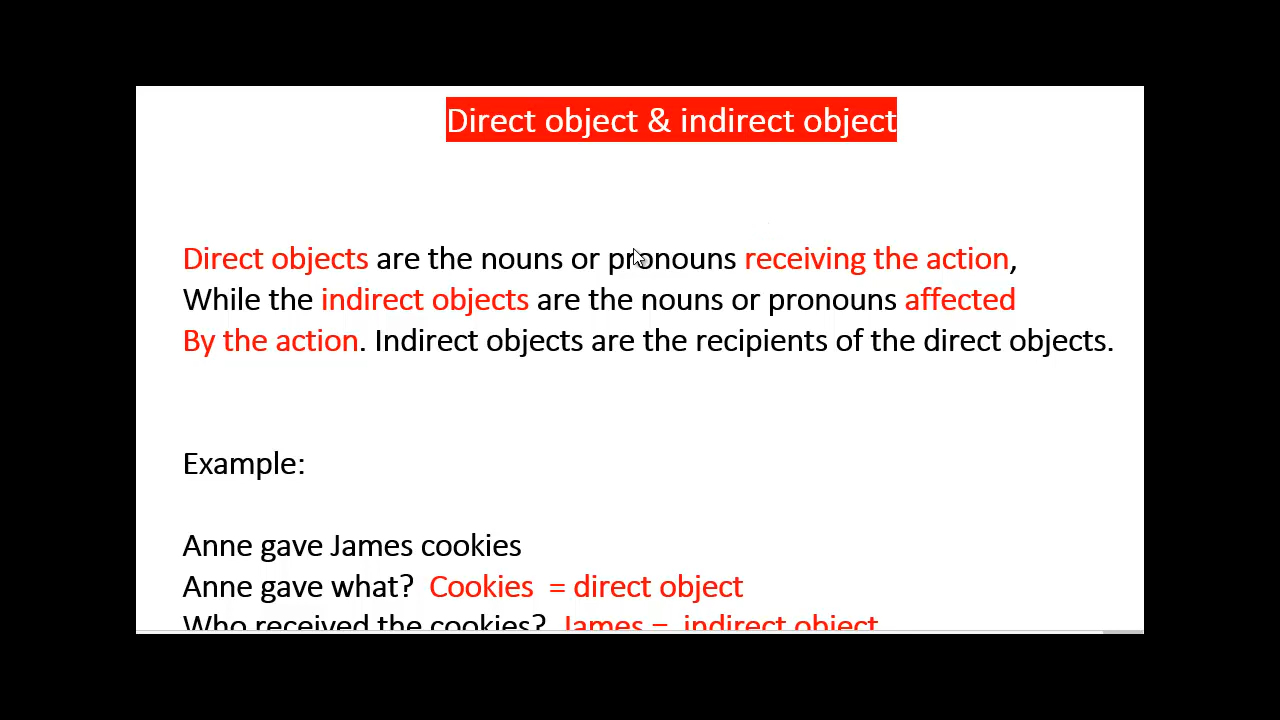 Direct object & indirect object
Direct objects are the nouns or pronouns receiving the action,
While the indirect objects are the nouns or pronouns affected
By the action. Indirect objects are the recipients of the direct objects.
Example:
Anne gave James cookies
Anne gave what? Cookies = direct object
Who received the cookies? James = indirect object